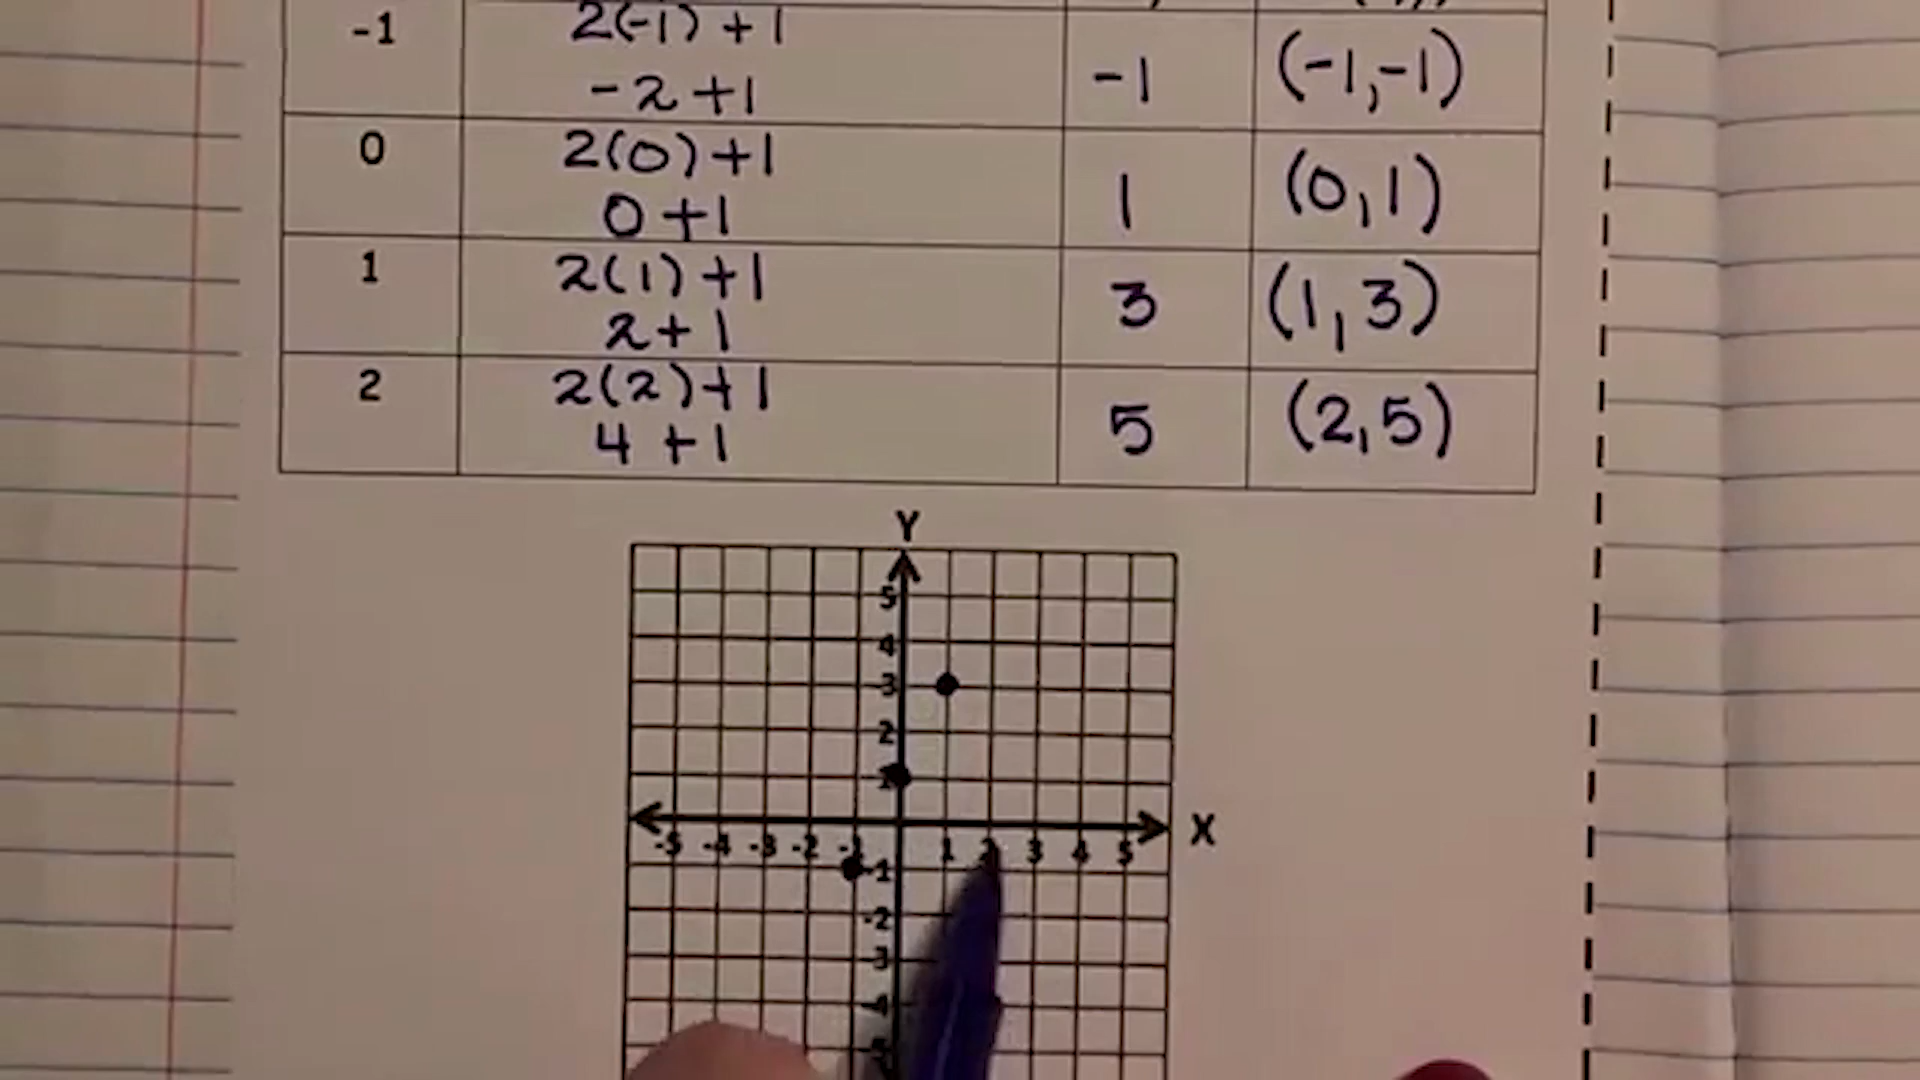 -1 2(-1)+1
-2+1 -1 (-1,-1)
0 2(0)+1
0+1 1 (0,1)
1 2(1)+1
2+1 3 (1,3)
2 2(2)+1
4+1 5 (2,5)
Y
5
4
3
2
1
X
-5 -4 -3 -2 -1 1 2 3 4 5
-1
-2
-3
-4